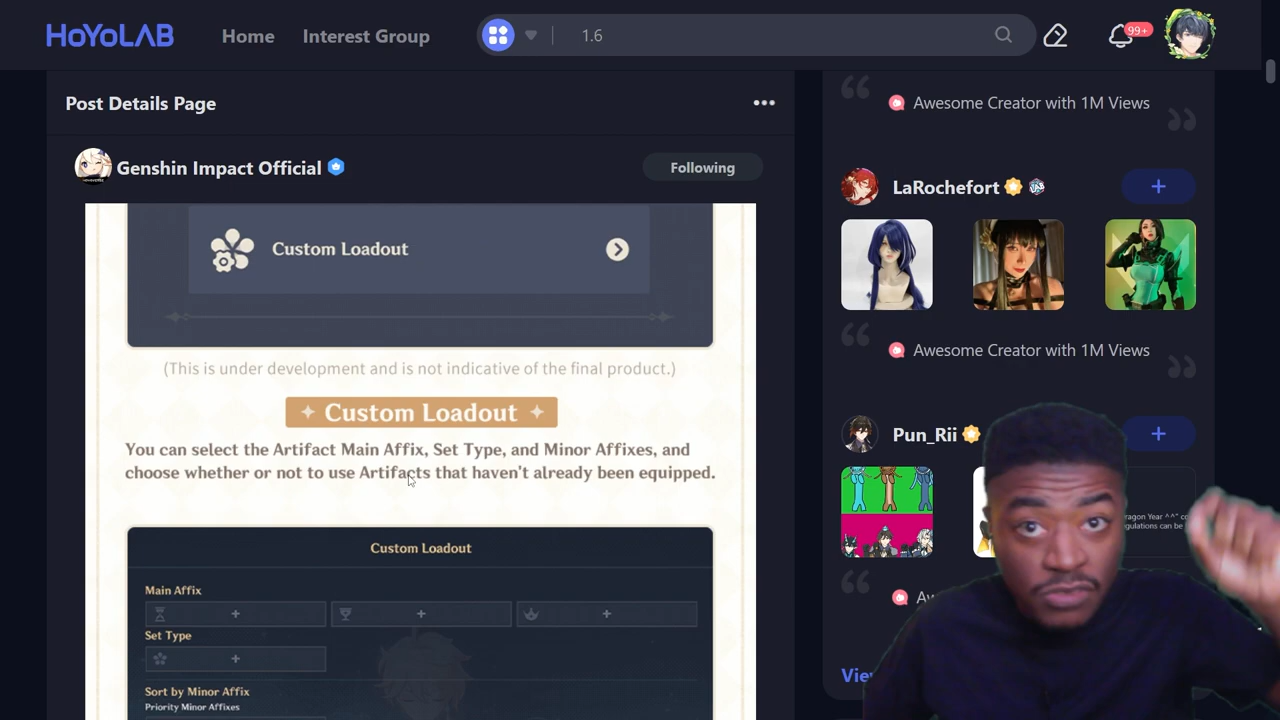 HoYoLAB
Home
Interest Group
1.6
99+
Post Details Page
Genshin Impact Official
Following
Custom Loadout
(This is under development and is not indicative of the final product.)
Custom Loadout
You can select the Artifact Main Affix, Set Type, and Minor Affixes, and
choose whether or not to use Artifacts that haven't already been equipped.
Custom Loadout
Main Affix
Set Type
Sort by Minor Affix
Priority Minor Affixes
Awesome Creator with 1M Views
LaRochefort
Awesome Creator with 1M Views
Pun_Rii